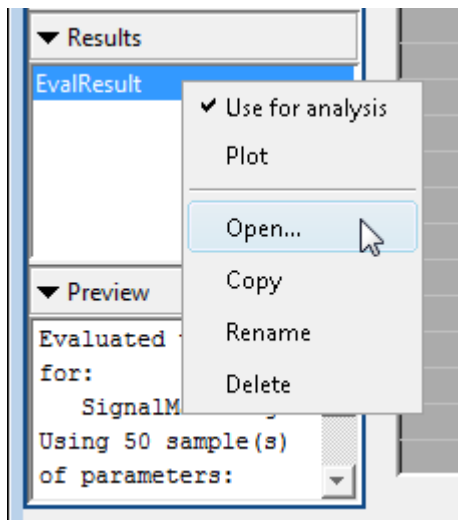 Results
EvalResult
Use for analysis
Plot
Open...
Copy
Rename
Delete
Preview
Evaluated
for:
SignalM
Using 50 sample(s)
of parameters: